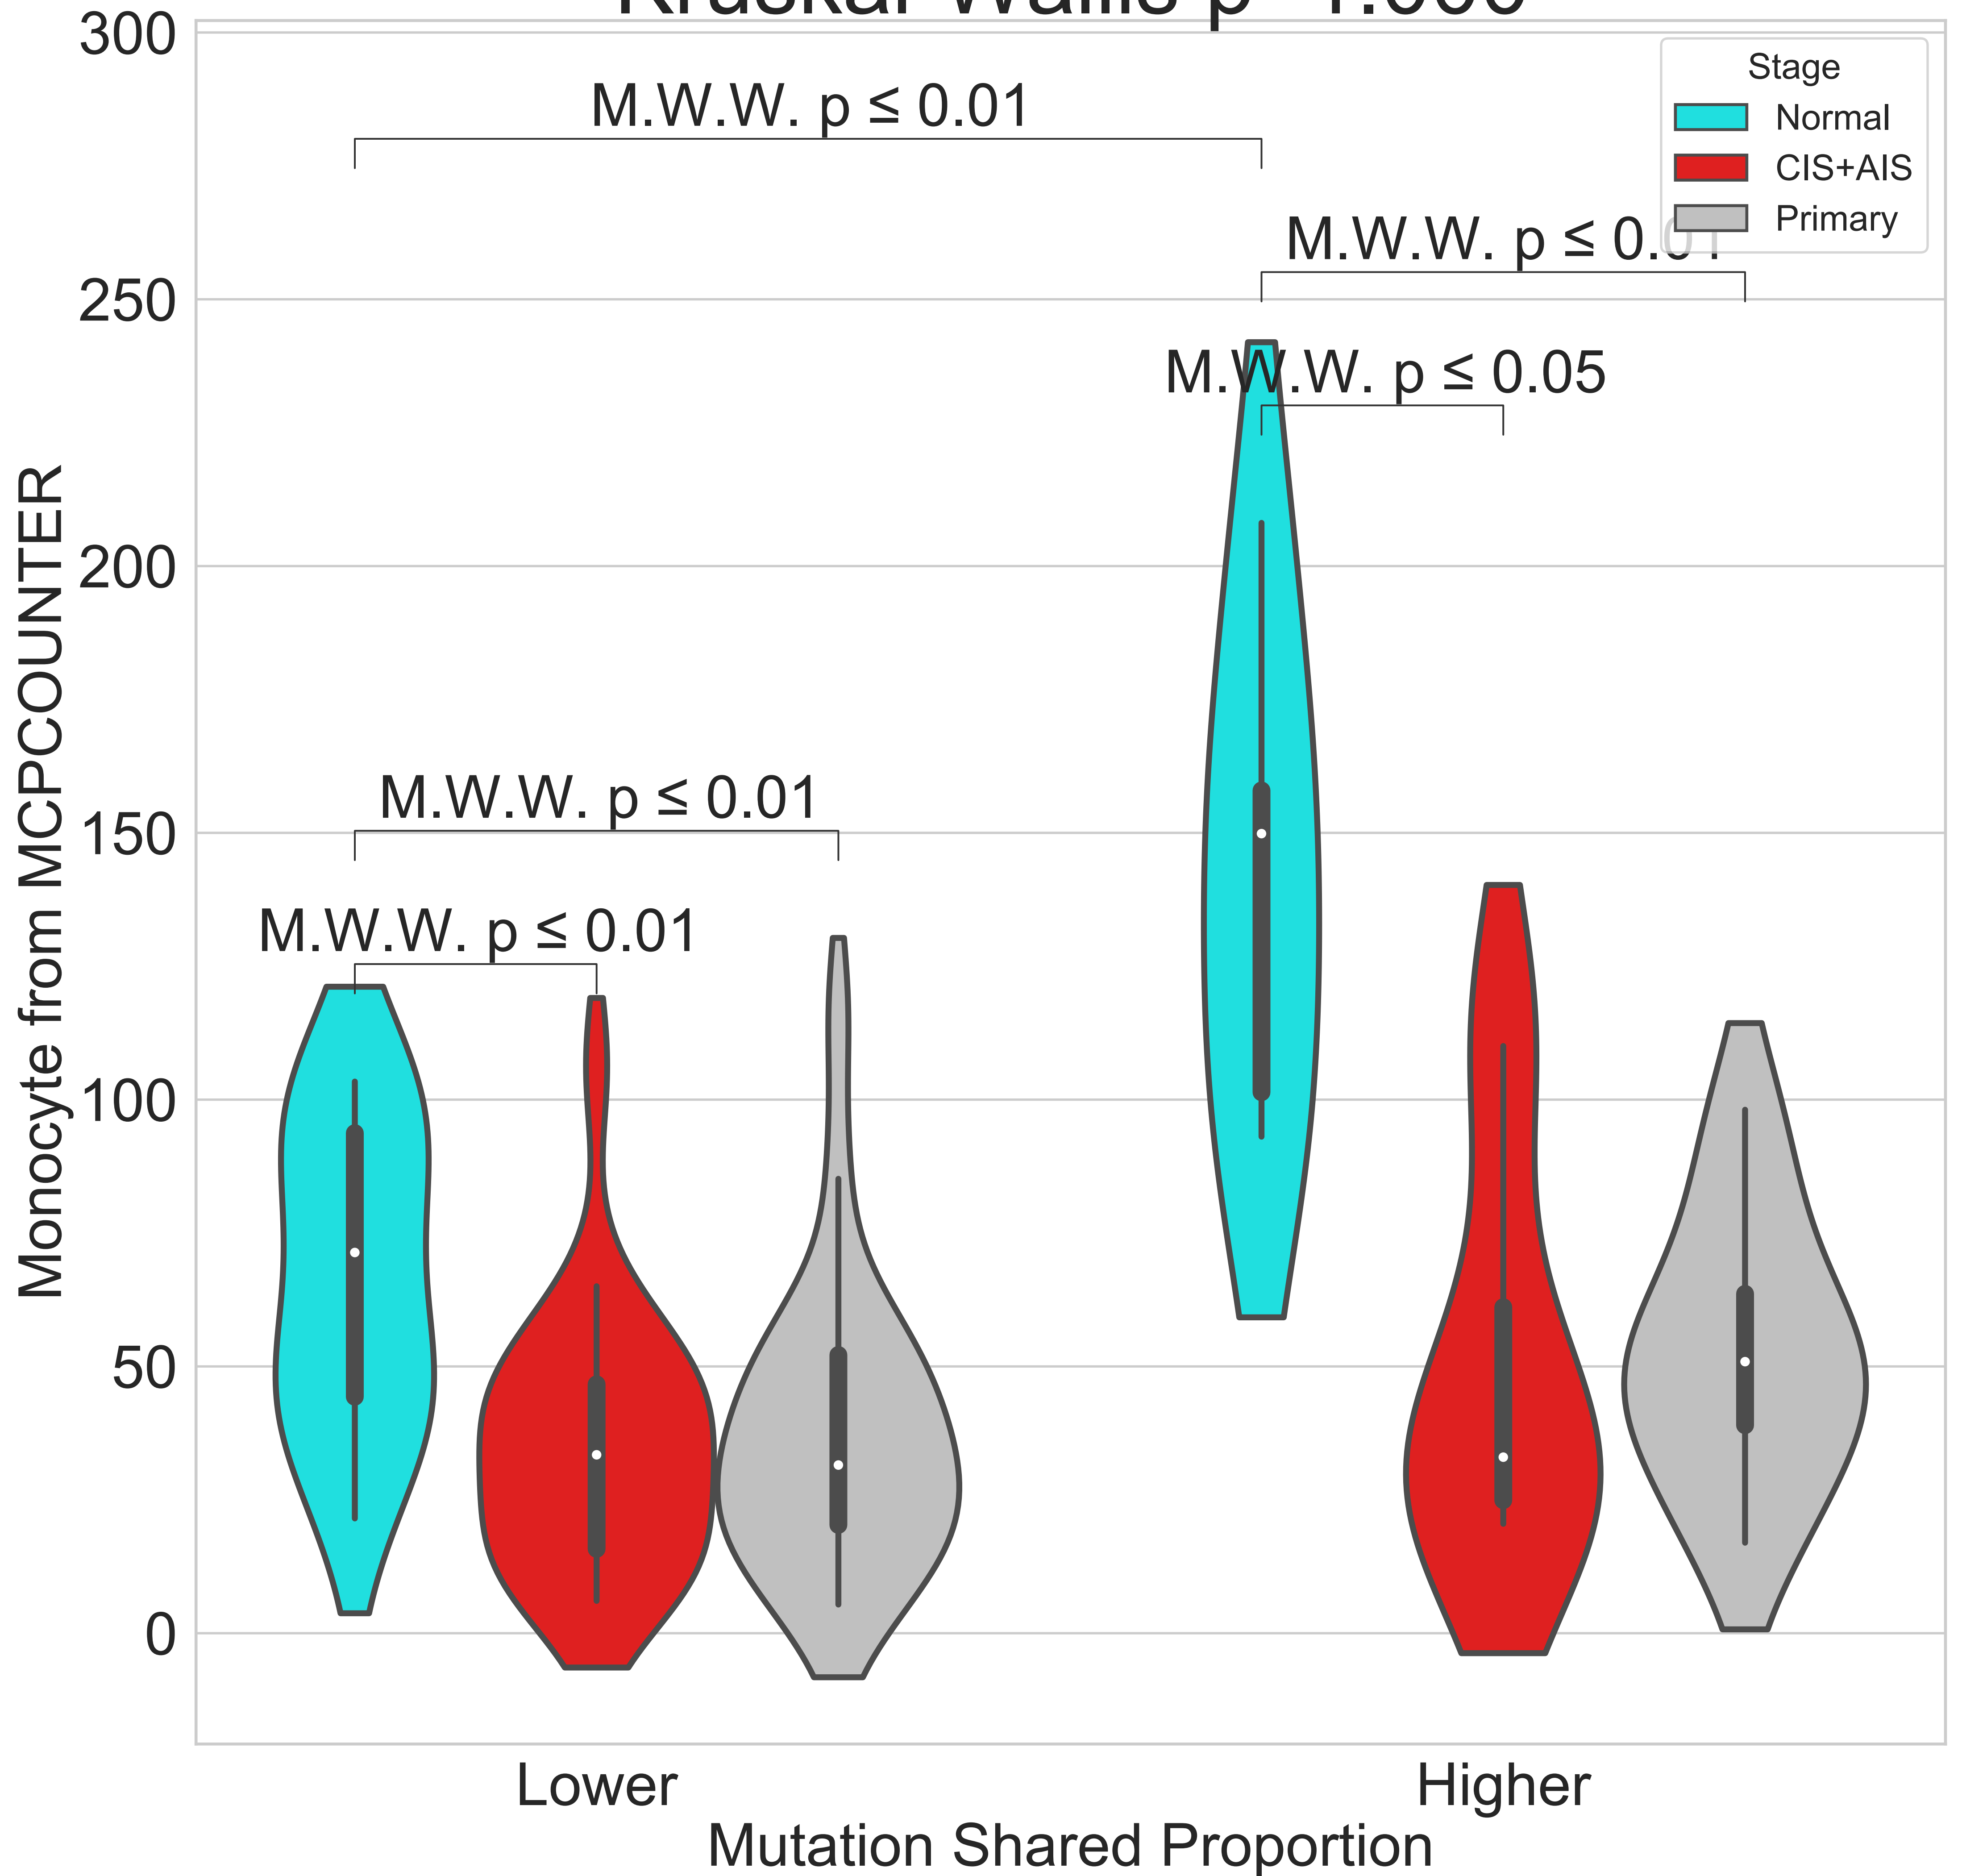 300
M.W.W. p ≤ 0.01
Stage
Normal
CIS+AIS
Primary
M.W.W. p ≤ 0.01
250
M.W.W. p ≤ 0.05
200
M.W.W. p ≤ 0.01
150
M.W.W. p ≤ 0.01
100
50
0
Monocyte from MCPCOUNTER
Lower
Higher
Mutation Shared Proportion